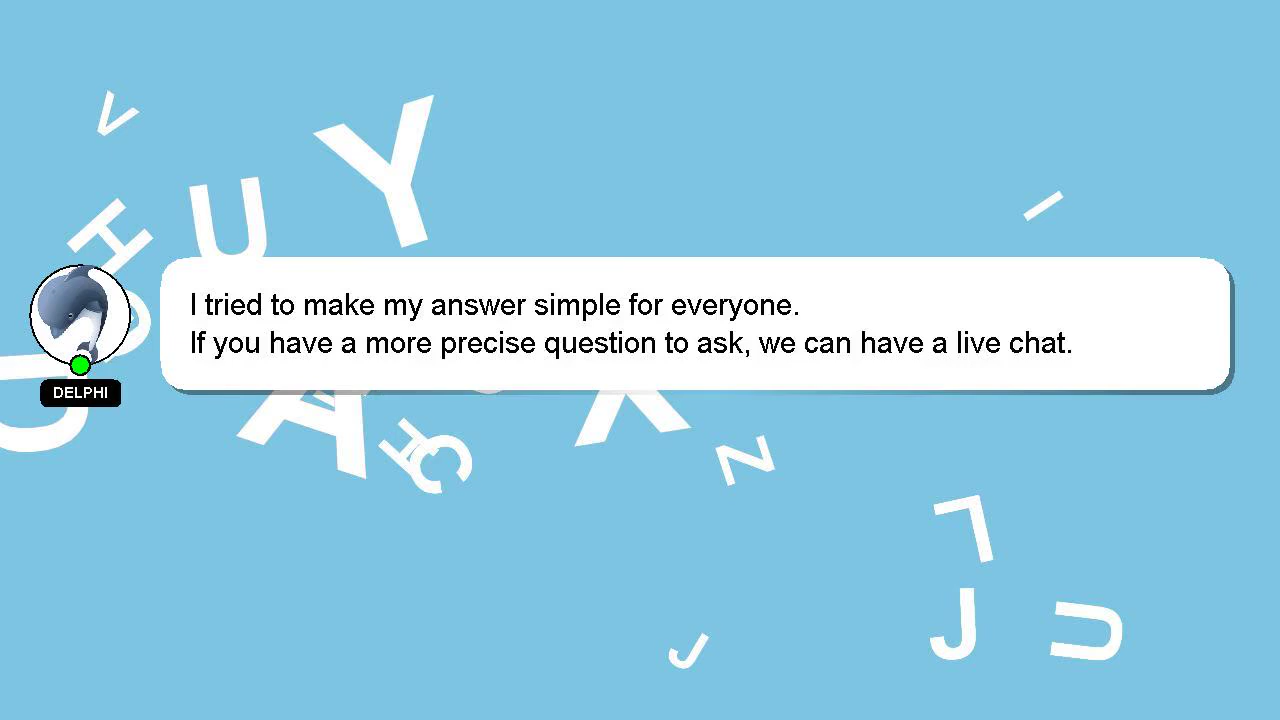 V
Y
U
H
I
I tried to make my answer simple for everyone.
If you have a more precise question to ask, we can have a live chat.
DELPHI
A
X
H
C
N
L
J
U
J